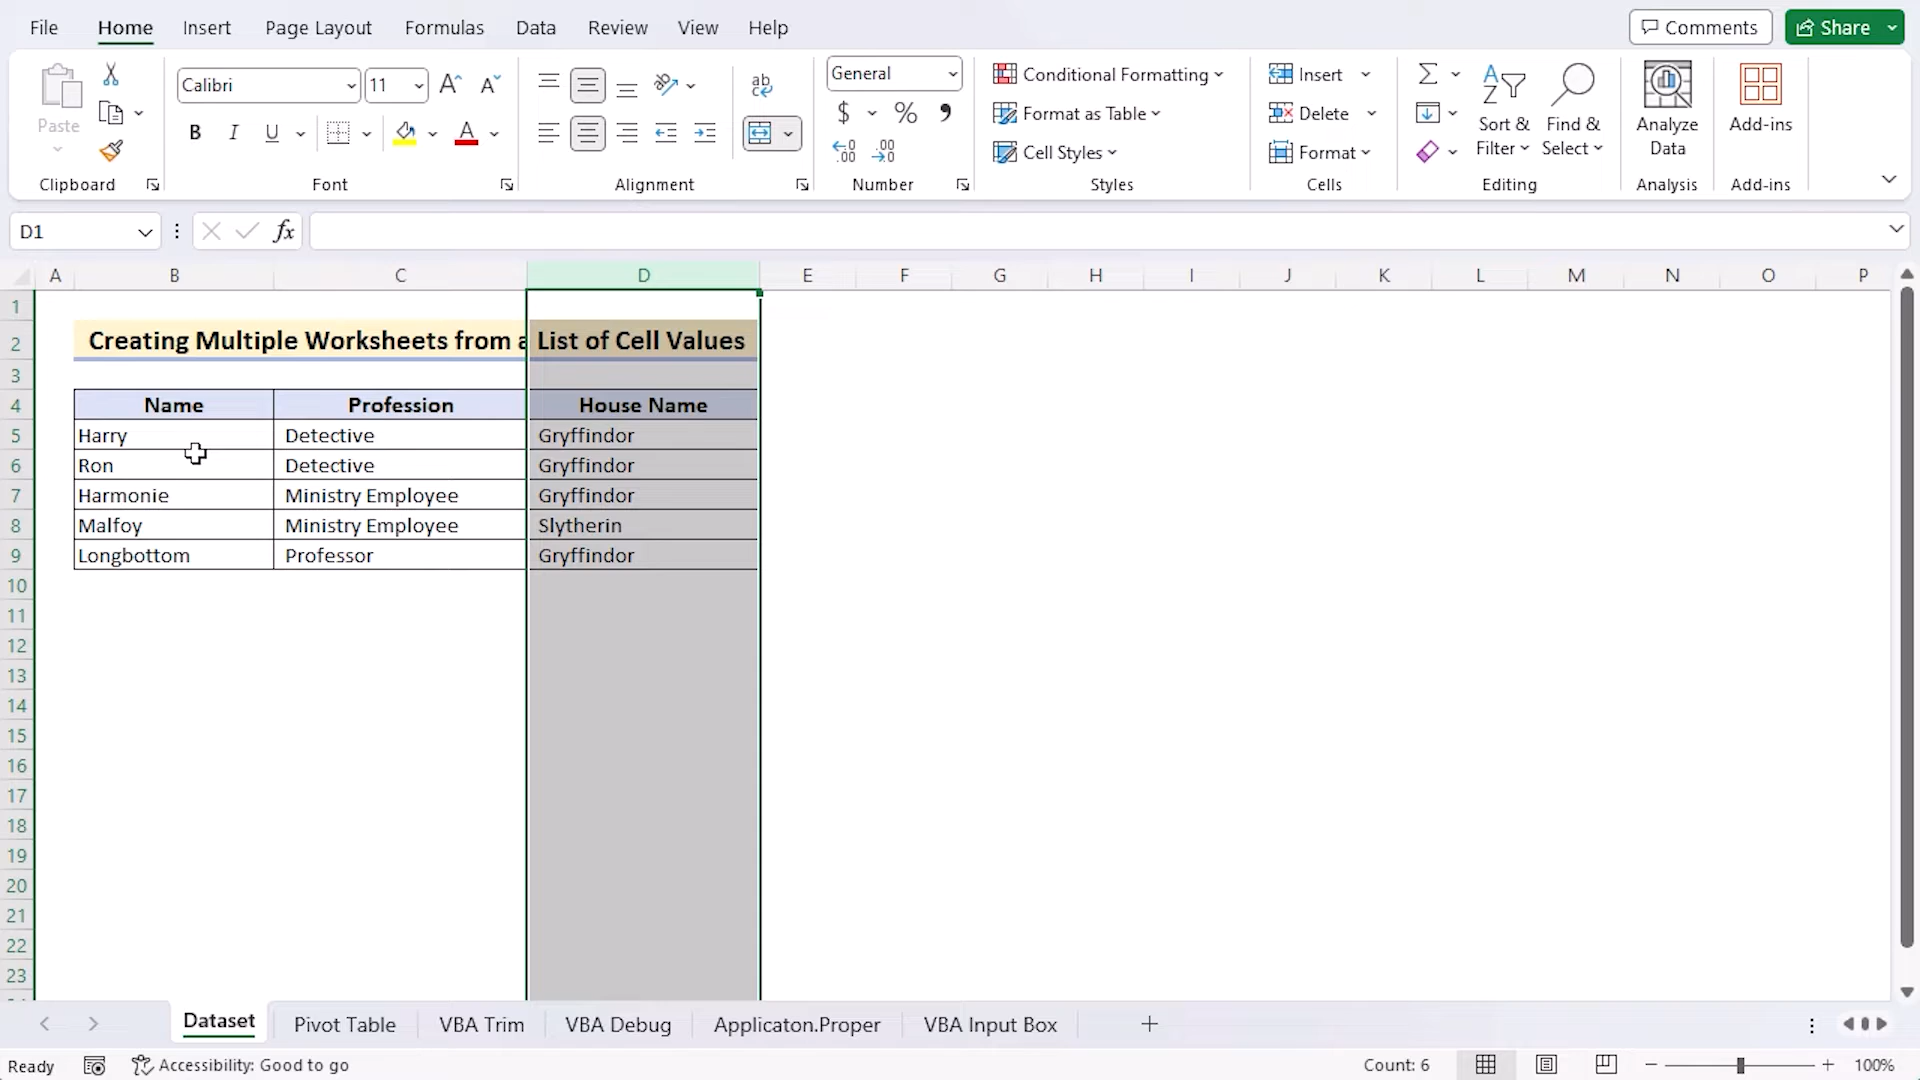 File Home Insert Page Layout Formulas Data Review View Help Comments Share
Paste Calibri 11 General Conditional Formatting Insert
Format as Table Delete Sort & Filter Find & Select Analyze Data Add-ins
Cell Styles Format
Clipboard Font Alignment Number Styles Cells Editing Analysis Add-ins
D1 fx
A B C D E F G H I J K L M N O P
1
2 Creating Multiple Worksheets from a List of Cell Values
3
4 Name Profession House Name
5 Harry Detective Gryffindor
6 Ron Detective Gryffindor
7 Harmonie Ministry Employee Gryffindor
8 Malfoy Ministry Employee Slytherin
9 Longbottom Professor Gryffindor
10
11
12
13
14
15
16
17
18
19
20
21
22
23
Dataset Pivot Table VBA Trim VBA Debug Applicaton.Proper VBA Input Box
Ready Accessibility: Good to go Count: 6 100%